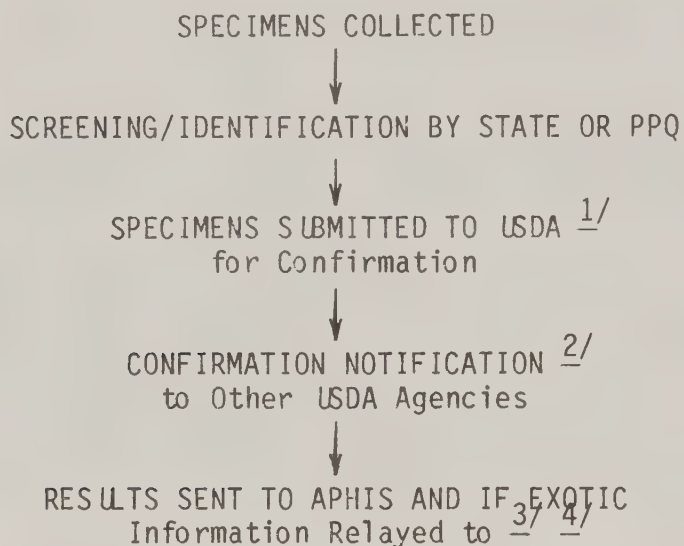 SPECIMENS COLLECTED
SCREENING/IDENTIFICATION BY STATE OR PPQ
SPECIMENS SUBMITTED TO USDA 1/
for Confirmation
CONFIRMATION NOTIFICATION 2/
to Other USDA Agencies
RESULTS SENT TO APHIS AND IF EXOTIC
Information Relayed to 3/ 4/